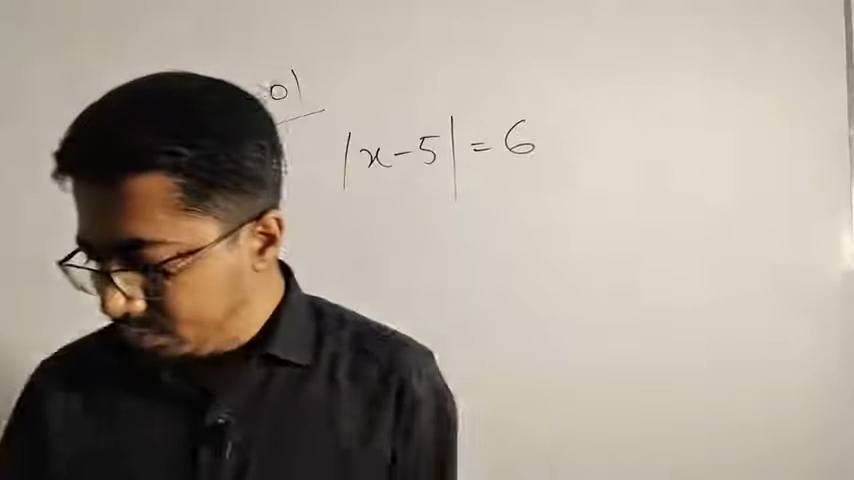 |x-5| = 6